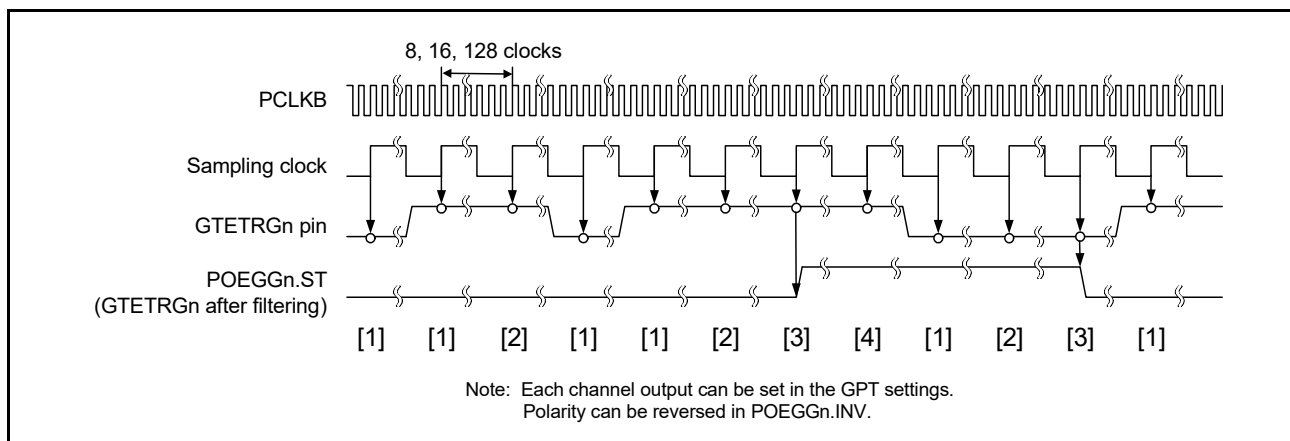 8, 16, 128 clocks
PCLKB
Sampling clock
GTETRGn pin
POEGGn.ST
(GTETRGn after filtering)
[1] [1] [2] [1] [1] [2] [3] [4] [1] [2] [3] [1]
Note: Each channel output can be set in the GPT settings.
Polarity can be reversed in POEGGn.INV.